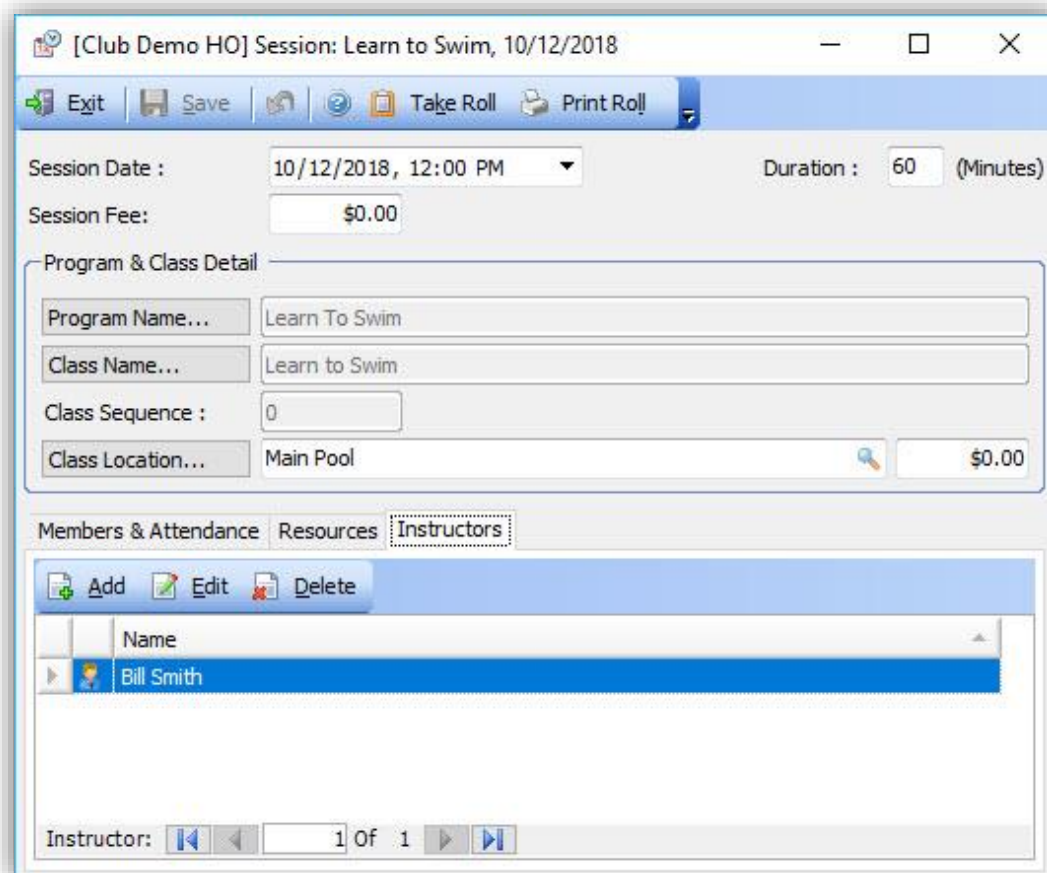 [Club Demo HO] Session: Learn to Swim, 10/12/2018
Exit Save Take Roll Print Roll
Session Date : 10/12/2018, 12:00 PM Duration : 60 (Minutes)
Session Fee: $0.00
Program & Class Detail
Program Name... Learn To Swim
Class Name... Learn to Swim
Class Sequence : 0
Class Location... Main Pool $0.00
Members & Attendance Resources Instructors
Add Edit Delete
Name
Bill Smith
Instructor: 1 Of 1